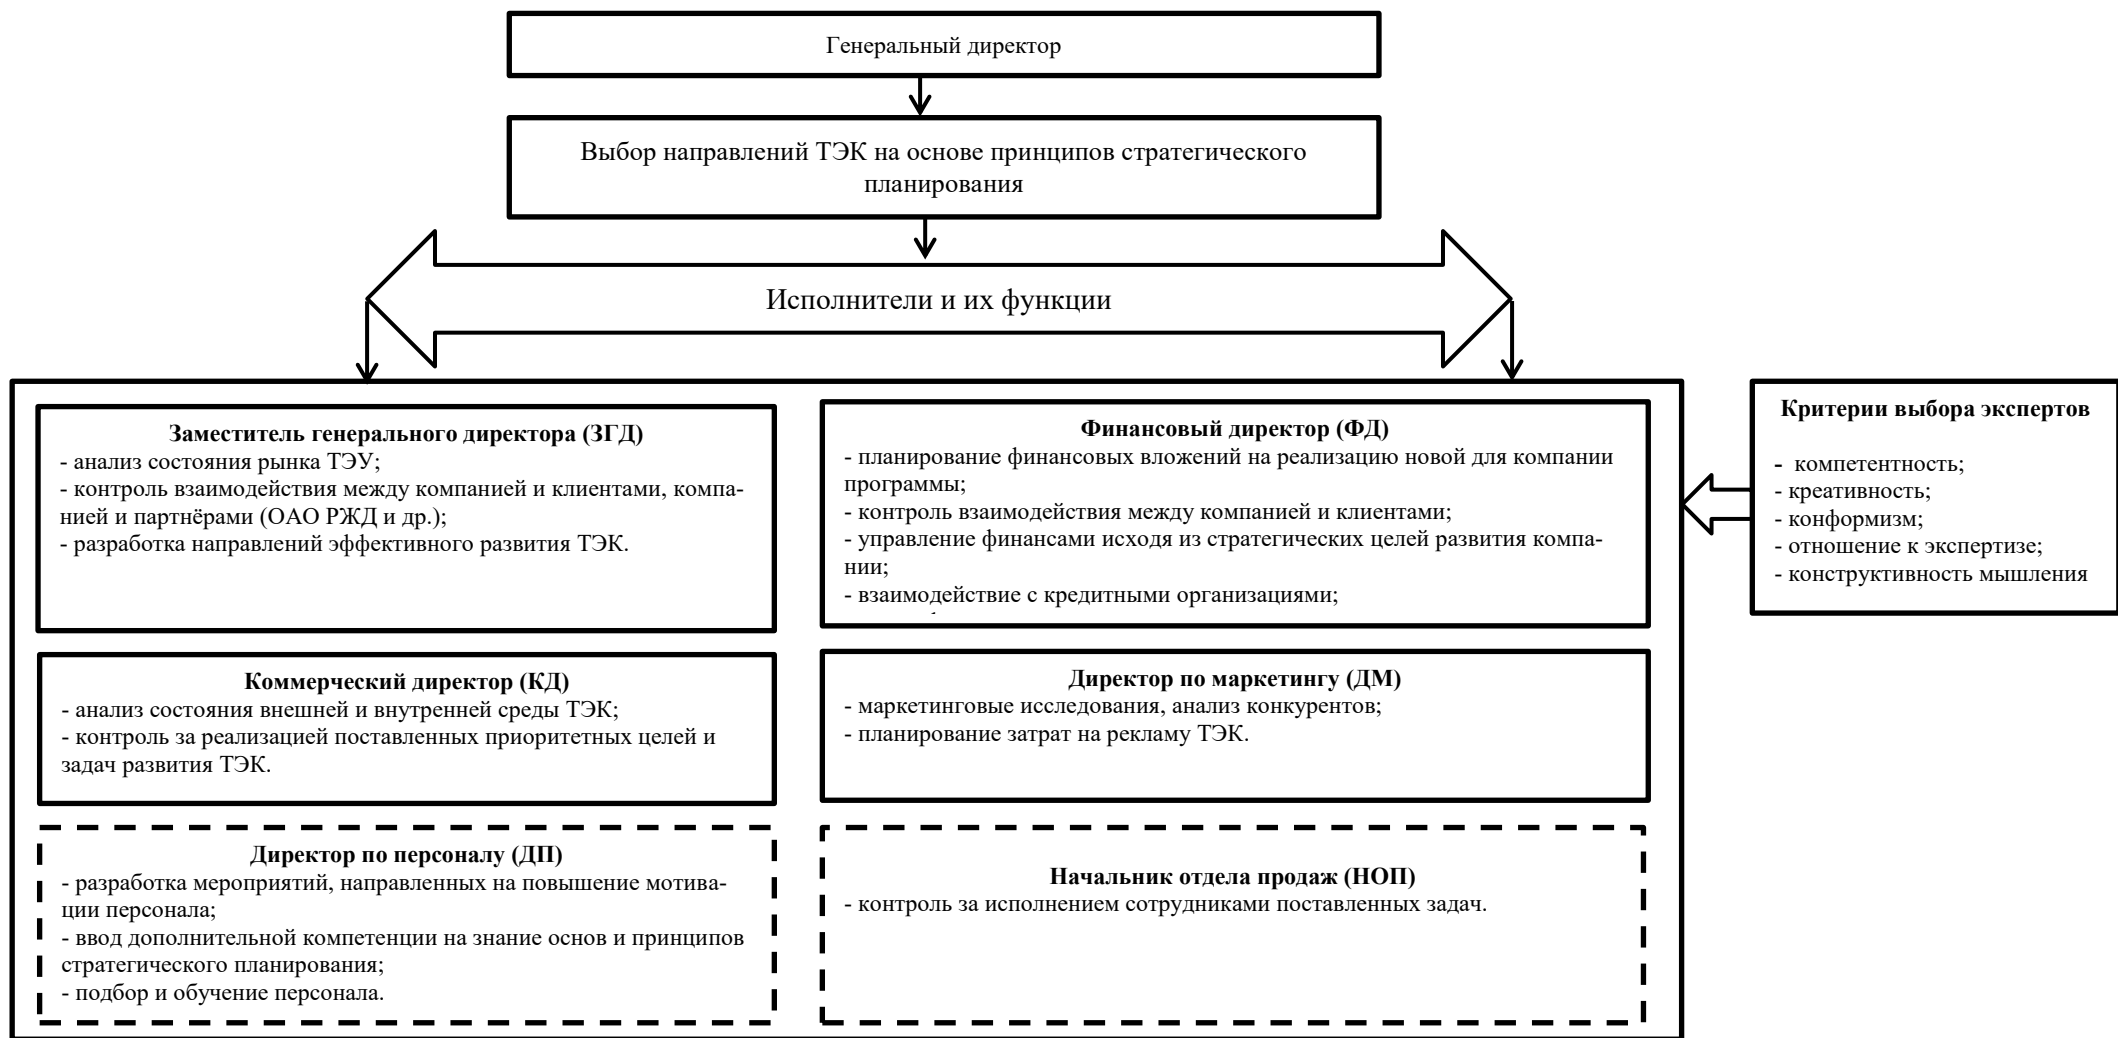 Генеральный директор
Выбор направлений ТЭК на основе принципов стратегического
планирования
Исполнители и их функции
Заместитель генерального директора (ЗГД)
- анализ состояния рынка ТЭУ;
- контроль взаимодействия между компанией и клиентами, компа-
нией и партнёрами (ОАО РЖД и др.);
- разработка направлений эффективного развития ТЭК.
Финансовый директор (ФД)
- планирование финансовых вложений на реализацию новой для компании
программы;
- контроль взаимодействия между компанией и клиентами;
- управление финансами исходя из стратегических целей развития компа-
нии;
- взаимодействие с кредитными организациями;
Критерии выбора экспертов
- компетентность;
- креативность;
- конформизм;
- отношение к экспертизе;
- конструктивность мышления
Коммерческий директор (КД)
- анализ состояния внешней и внутренней среды ТЭК;
- контроль за реализацией поставленных приоритетных целей и
задач развития ТЭК.
Директор по маркетингу (ДМ)
- маркетинговые исследования, анализ конкурентов;
- планирование затрат на рекламу ТЭК.
Директор по персоналу (ДП)
- разработка мероприятий, направленных на повышение мотива-
ции персонала;
- ввод дополнительной компетенции на знание основ и принципов
стратегического планирования;
- подбор и обучение персонала.
Начальник отдела продаж (НОП)
- контроль за исполнением сотрудниками поставленных задач.